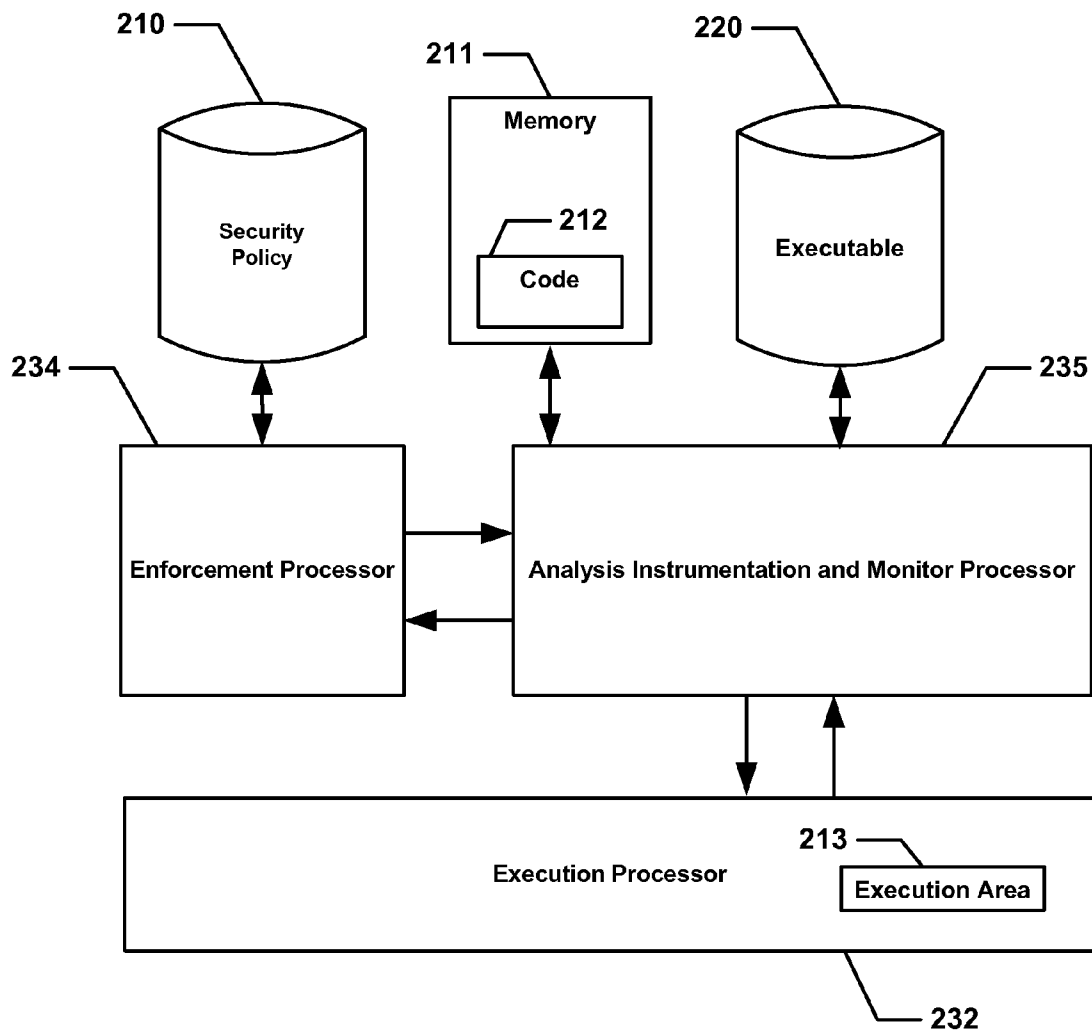 210
211
220
Memory
212
Security
Policy
Code
Executable
234
235
Enforcement Processor
Analysis Instrumentation and Monitor Processor
213
Execution Processor
Execution Area
232